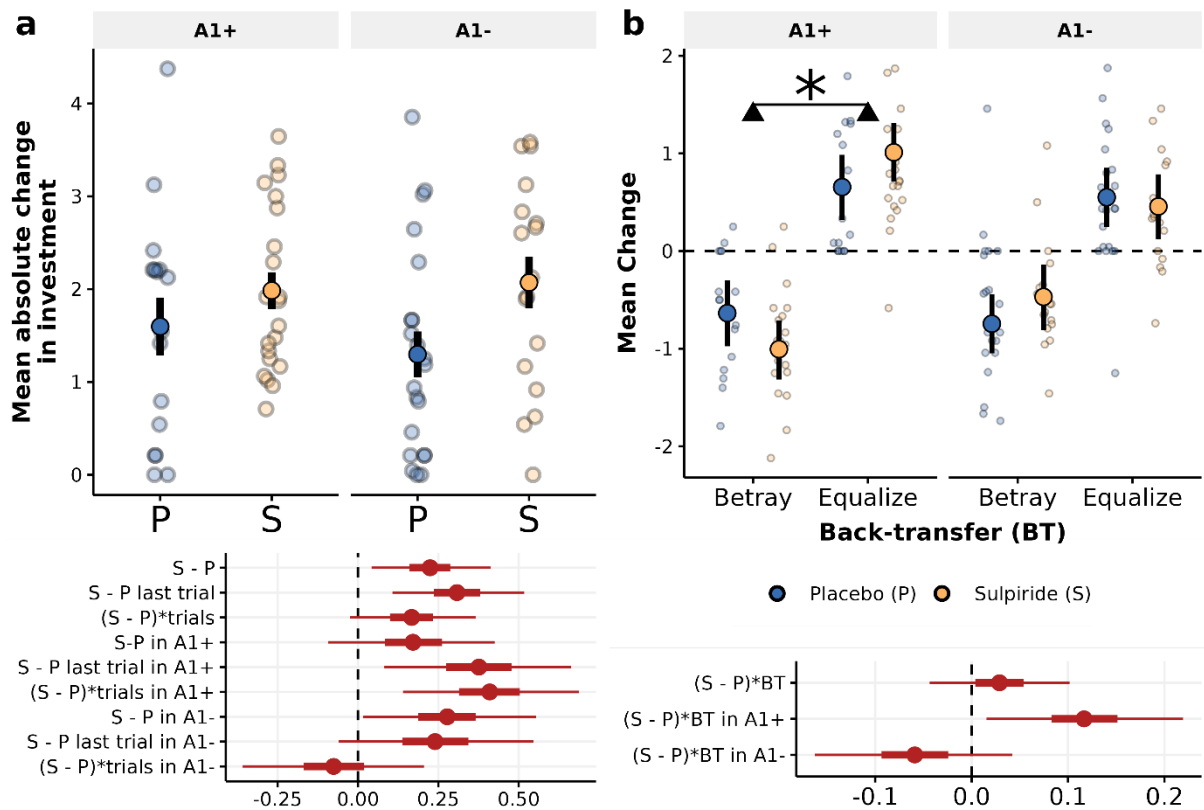 a
A1+
A1-
Mean absolute change
in investment
4
3
2
1
0
P
S
P
S
S - P
S - P last trial
(S - P)*trials
S-P in A1+
S - P last trial in A1+
(S - P)*trials in A1+
S - P in A1-
S - P last trial in A1-
(S - P)*trials in A1-
-0.25
0.00
0.25
0.50
b
A1+
A1-
*
Mean Change
2
1
0
-1
-2
Betray
Equalize
Betray
Equalize
Back-transfer (BT)
Placebo (P)
Sulpiride (S)
(S - P)*BT
(S - P)*BT in A1+
(S - P)*BT in A1-
-0.1
0.0
0.1
0.2